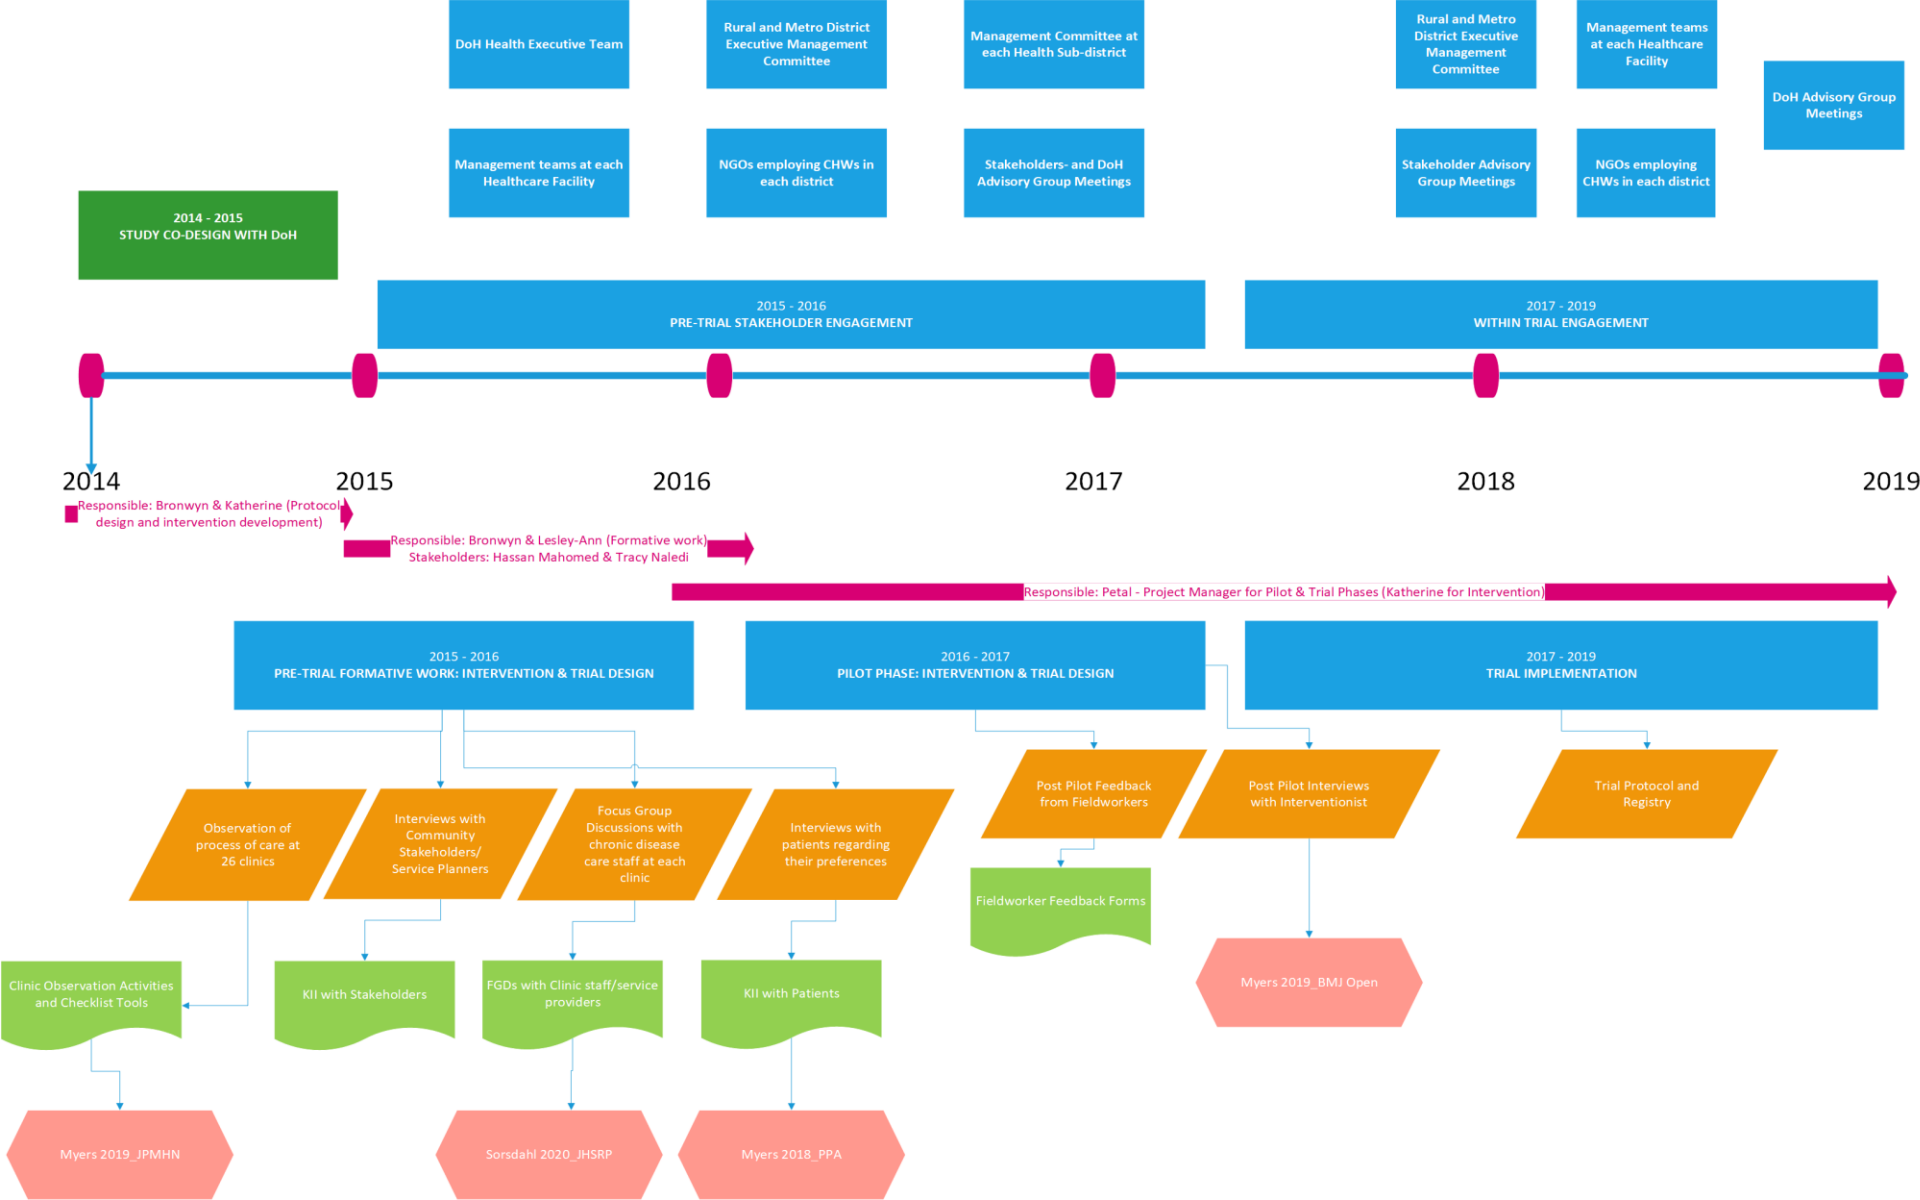 DoH Health Executive Team
Rural and Metro District
Executive Management
Committee
Management Committee at
each Health Sub-district
Rural and Metro
District Executive
Management
Committee
Management teams
at each Healthcare
Facility
DoH Advisory Group
Meetings
Management teams at each
Healthcare Facility
NGOs employing CHWs in
each district
Stakeholders- and DoH
Advisory Group Meetings
Stakeholder Advisory
Group Meetings
NGOs employing
CHWs in each district
2014 - 2015
STUDY CO-DESIGN WITH DoH
2015 - 2016
PRE-TRIAL STAKEHOLDER ENGAGEMENT
2017 - 2019
WITHIN TRIAL ENGAGEMENT
2014
2015
2016
2017
2018
2019
Responsible: Bronwyn & Katherine (Protocol
design and intervention development)
Responsible: Bronwyn & Lesley-Ann (Formative work)
Stakeholders: Hassan Mahomed & Tracy Naledi
Responsible: Petal - Project Manager for Pilot & Trial Phases (Katherine for Intervention)
2015 - 2016
PRE-TRIAL FORMATIVE WORK: INTERVENTION & TRIAL DESIGN
2016 - 2017
PILOT PHASE: INTERVENTION & TRIAL DESIGN
2017 - 2019
TRIAL IMPLEMENTATION
Observation of
process of care at
26 clinics
Interviews with
Community
Stakeholders/
Service Planners
Focus Group
Discussions with
chronic disease
care staff at each
clinic
Interviews with
patients regarding
their preferences
Post Pilot Feedback
from Fieldworkers
Post Pilot Interviews
with Interventionist
Trial Protocol and
Registry
Fieldworker Feedback Forms
Clinic Observation Activities
and Checklist Tools
KII with Stakeholders
FGDs with Clinic staff/service
providers
KII with Patients
Myers 2019_BMJ Open
Myers 2019_JPMHN
Sorsdahl 2020_JHSRP
Myers 2018_PPA